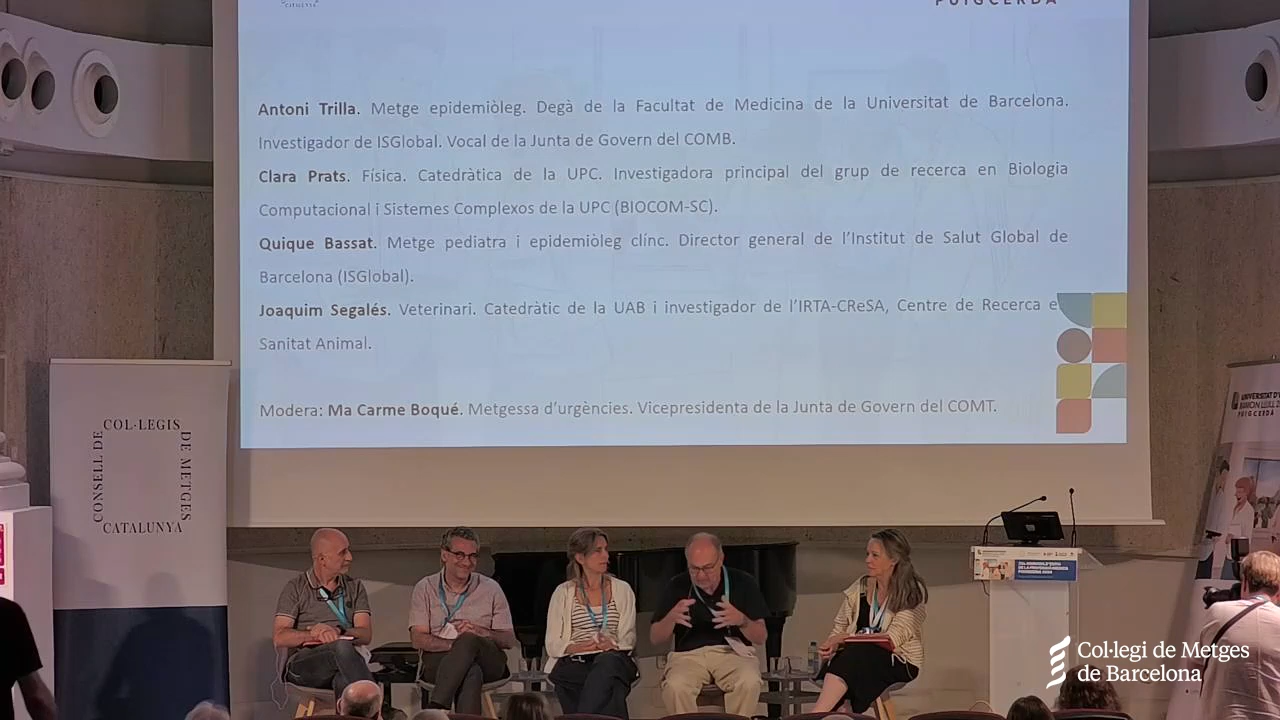 CATALUNYA
PUIGCERDÀ
Antoni Trilla. Metge epidemiòleg. Degà de la Facultat de Medicina de la Universitat de Barcelona.
Investigador de ISGlobal. Vocal de la Junta de Govern del COMB.
Clara Prats. Física. Catedràtica de la UPC. Investigadora principal del grup de recerca en Biologia
Computacional i Sistemes Complexos de la UPC (BIOCOM-SC).
Quique Bassat. Metge pediatra i epidemiòleg clínc. Director general de l'Institut de Salut Global de
Barcelona (ISGlobal).
Joaquim Segalés. Veterinari. Catedràtic de la UAB i investigador de l'IRTA-CReSA, Centre de Recerca e
Sanitat Animal.
Modera: Ma Carme Boqué. Metgessa d'urgències. Vicepresidenta de la Junta de Govern del COMT.
CONSELL DE
COL·LEGIS
DE METGES
CATALUNYA
UNIVERSITAT D'
RAMON LLULL
PUIGCERDÀ
Col·legi de Metges
de Barcelona